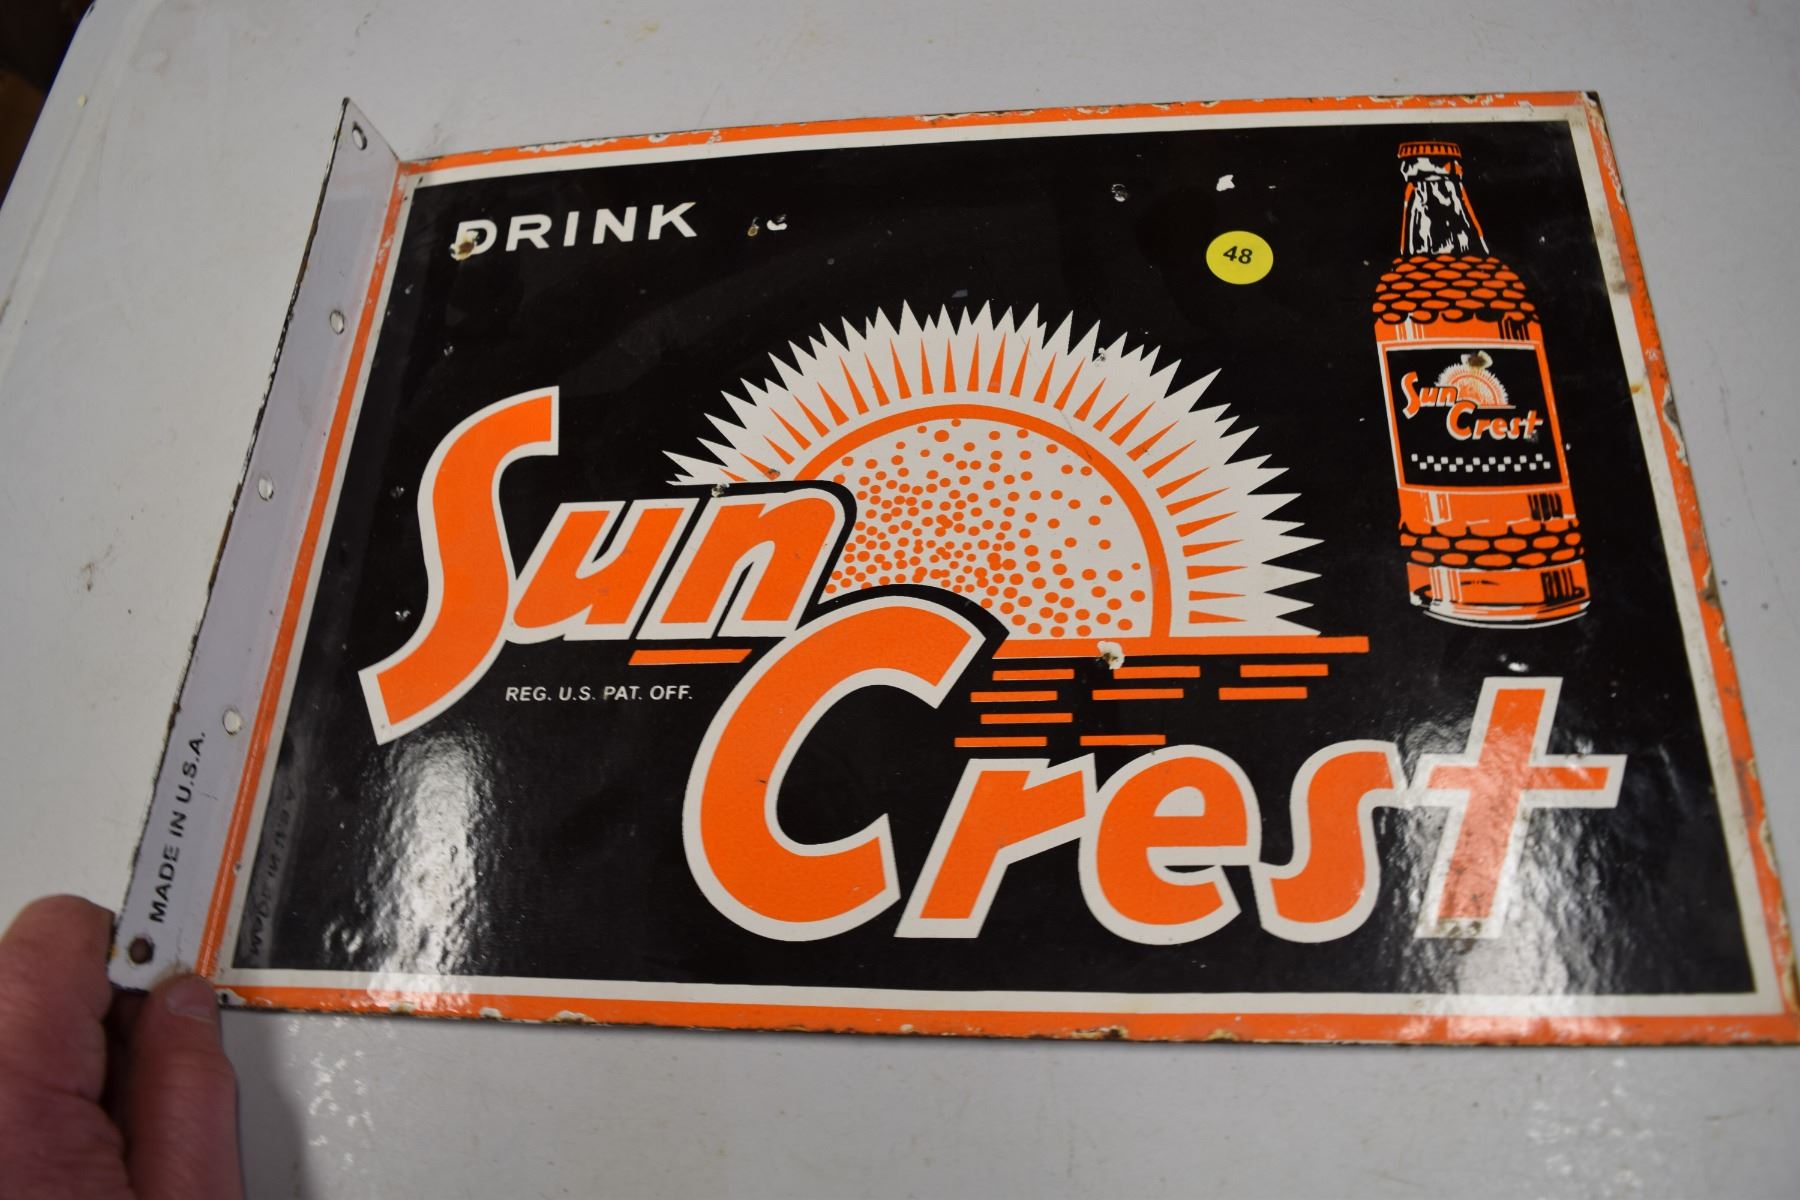 DRINK
48
Sun
Crest
REG. U.S. PAT. OFF.
Sun
Crest
MADE IN U.S.A.